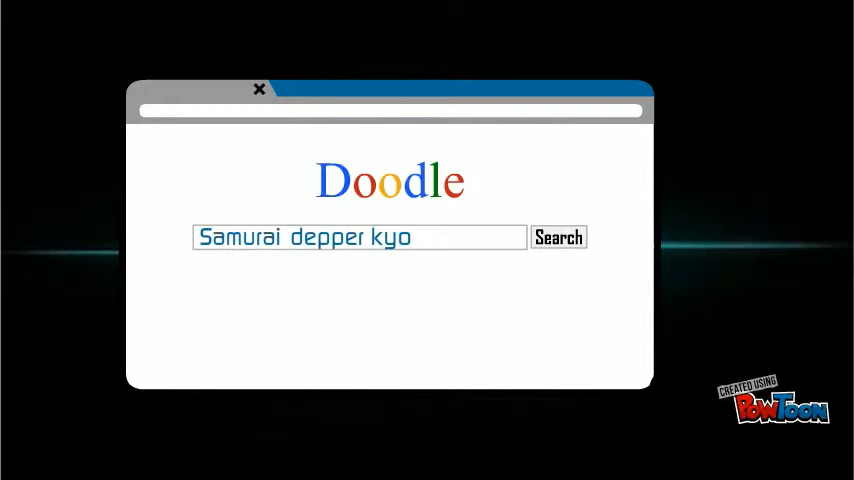 Doodle
Samurai depper kyo
Search
CREATED USING
POWTOON